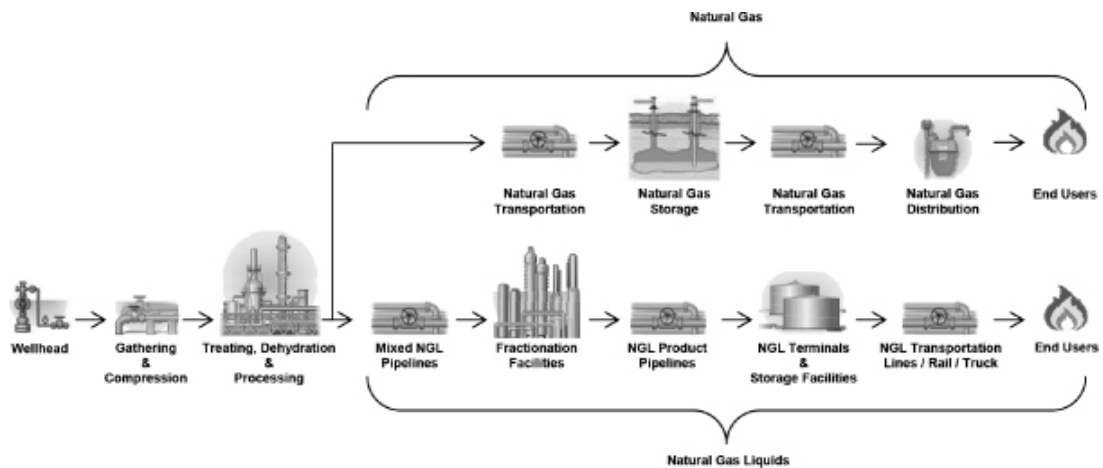 Natural Gas
Natural Gas
Transportation
Natural Gas
Storage
Natural Gas
Transportation
Natural Gas
Distribution
End Users
Wellhead
Gathering
&
Compression
Treating, Dehydration
&
Processing
Mixed NGL
Pipelines
Fractionation
Facilities
NGL Product
Pipelines
NGL Terminals
&
Storage Facilities
NGL Transportation
Lines / Rail / Truck
End Users
Natural Gas Liquids